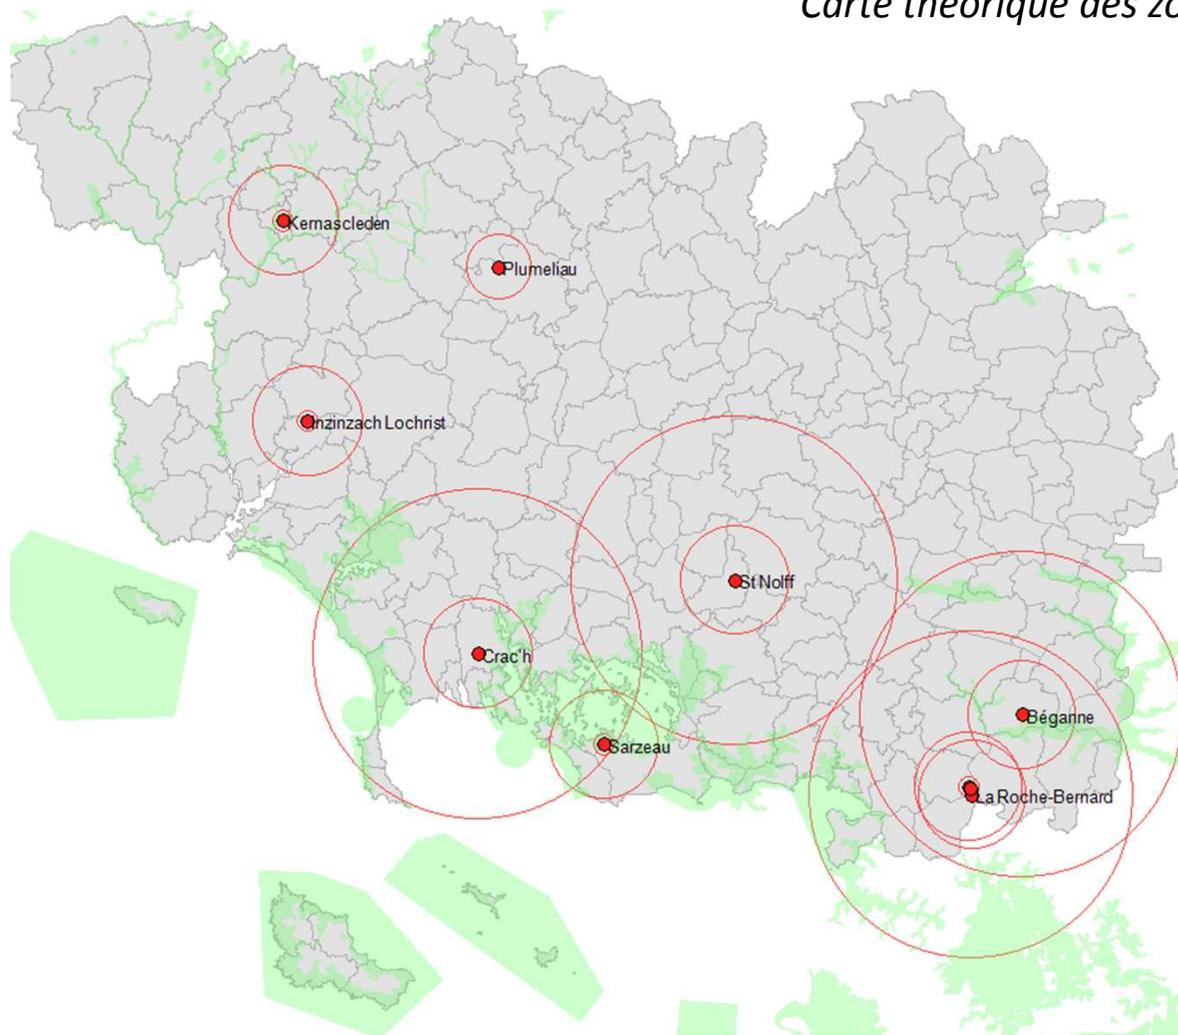 Carte théorique des zo
Kernascleden
Plumeliau
Inzinzach Lochrist
St Nolff
Crac'h
Sarzeau
Béganne
La Roche-Bernard